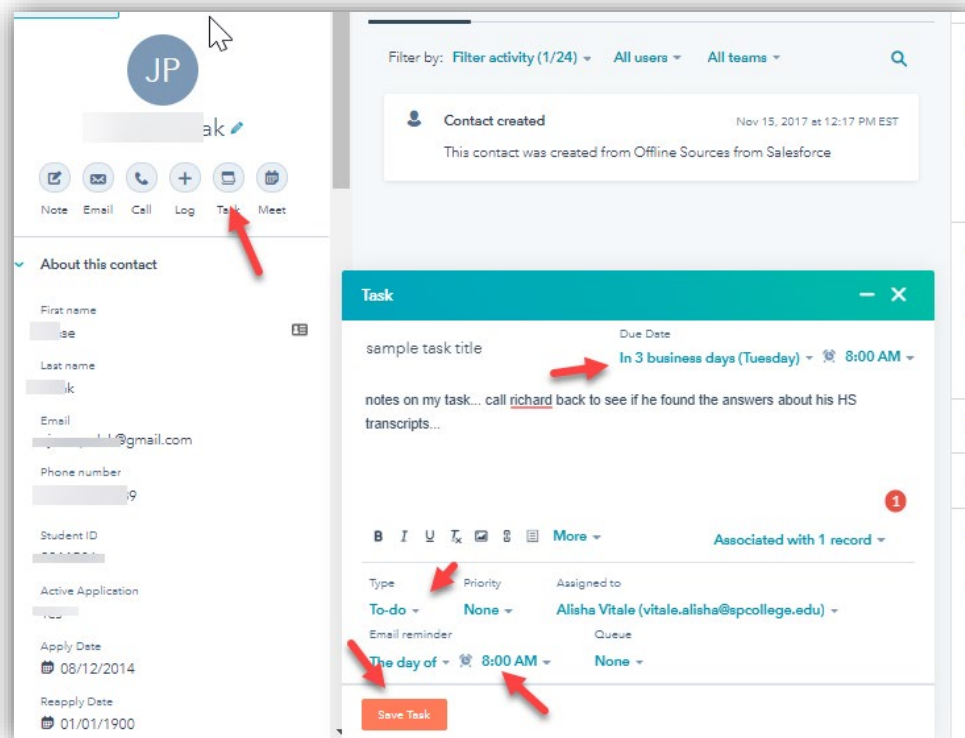 JP
ak
Note Email Call Log Task Meet
About this contact
First name
se
Last name
k
Email
@gmail.com
Phone number
9
Student ID
Active Application
Apply Date
08/12/2014
Reapply Date
01/01/1900
Filter by: Filter activity (1/24) All users All teams
Contact created Nov 15, 2017 at 12:17 PM EST
This contact was created from Offline Sources from Salesforce
Task
sample task title
Due Date
In 3 business days (Tuesday) 8:00 AM
notes on my task... call richard back to see if he found the answers about his HS
transcripts...
1
B I U Tx More Associated with 1 record
Type Priority Assigned to
To-do None Alisha Vitale (vitale.alisha@spcollege.edu)
Email reminder Queue
The day of 8:00 AM None
Save Task